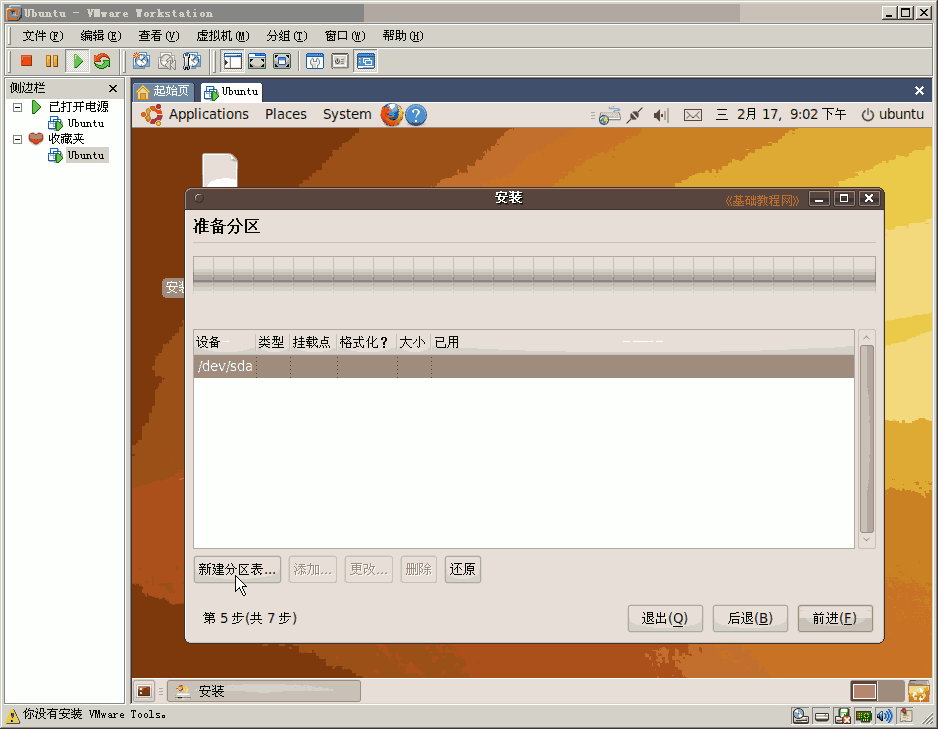 Ubuntu - VMware Workstation
文件(F) 编辑(E) 查看(V) 虚拟机(M) 分组(T) 窗口(W) 帮助(H)
侧边栏
已打开电源
Ubuntu
收藏夹
Ubuntu
起始页 Ubuntu
Applications Places System 三 2月 17, 9:02 下午 ubuntu
安装 《基础教程网》
准备分区
安装
设备 类型 挂载点 格式化? 大小 已用
/dev/sda
新建分区表... 添加... 更改... 删除 还原
第 5 步(共 7 步) 退出(Q) 后退(B) 前进(F)
安装
你没有安装 VMware Tools。